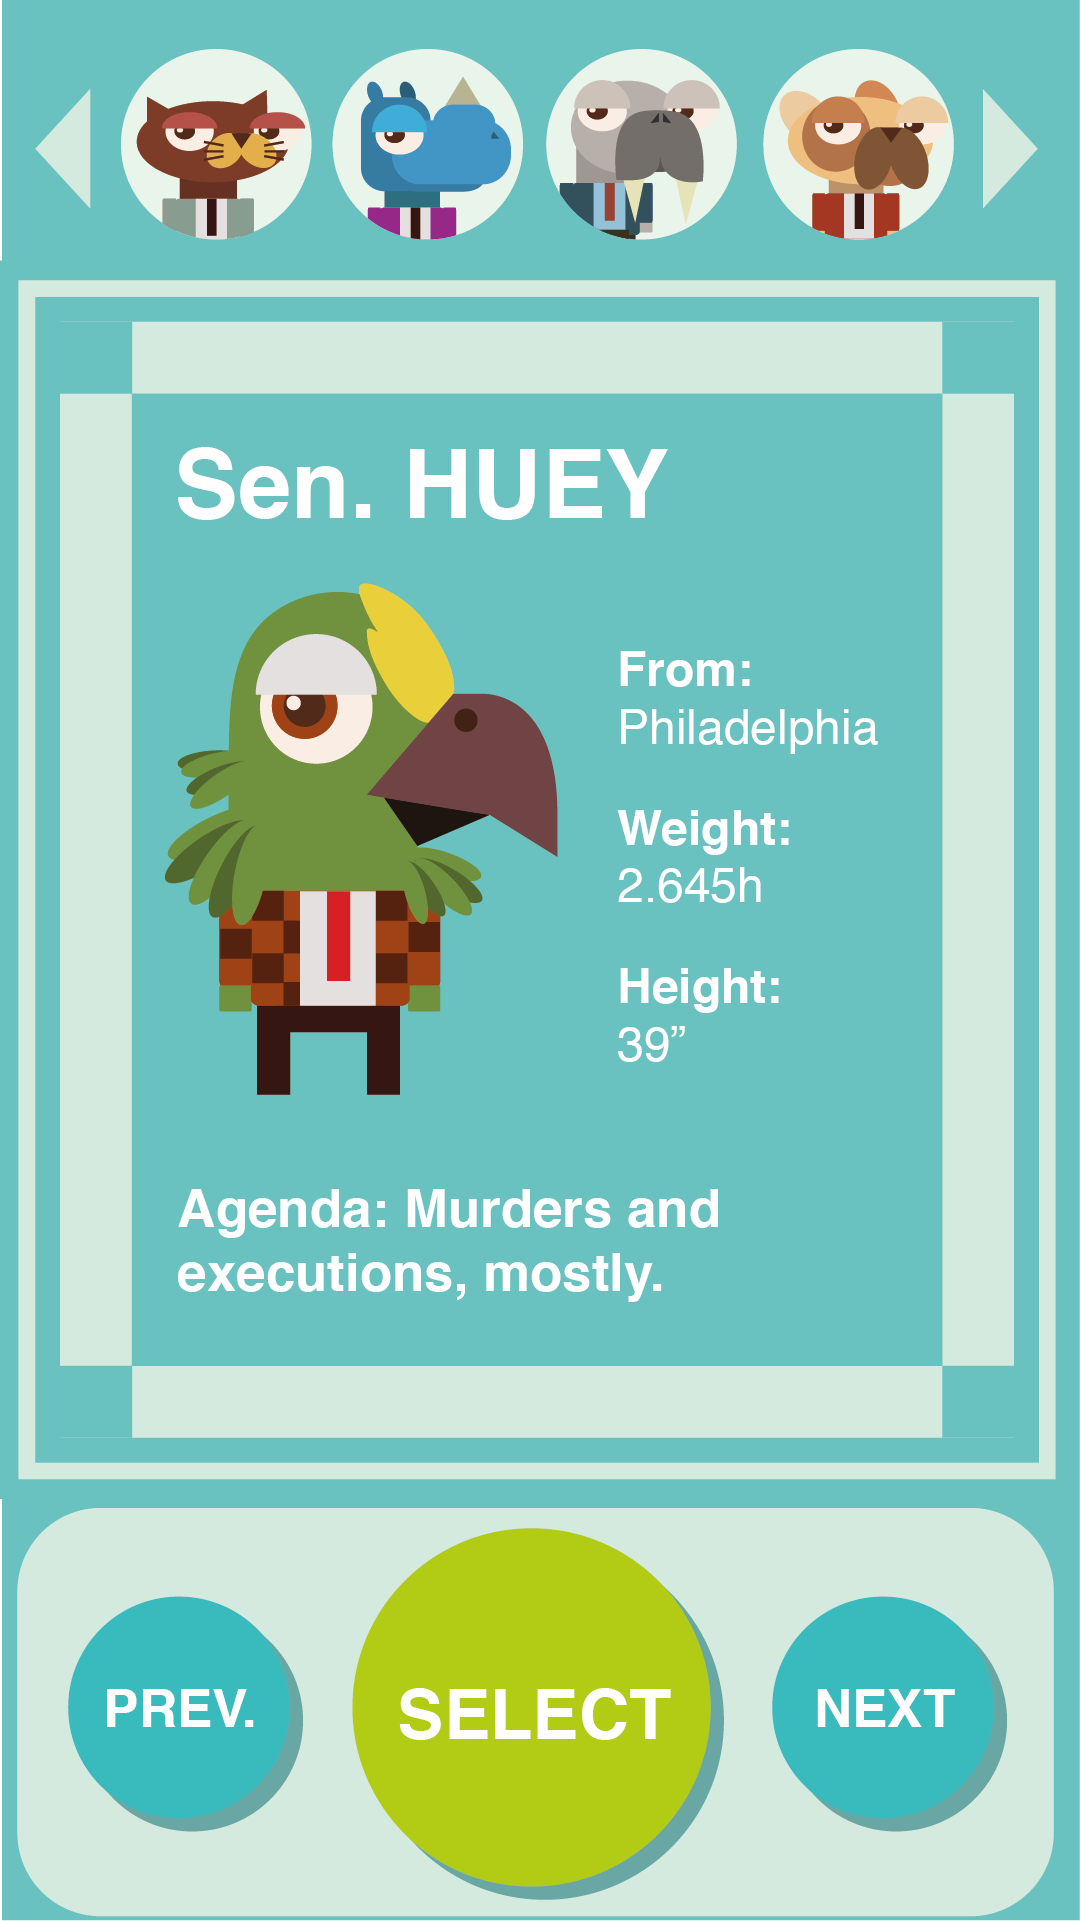 Sen. HUEY
From:
Philadelphia
Weight:
2.645h
Height:
39”
Agenda: Murders and
executions, mostly.
PREV.
SELECT
NEXT